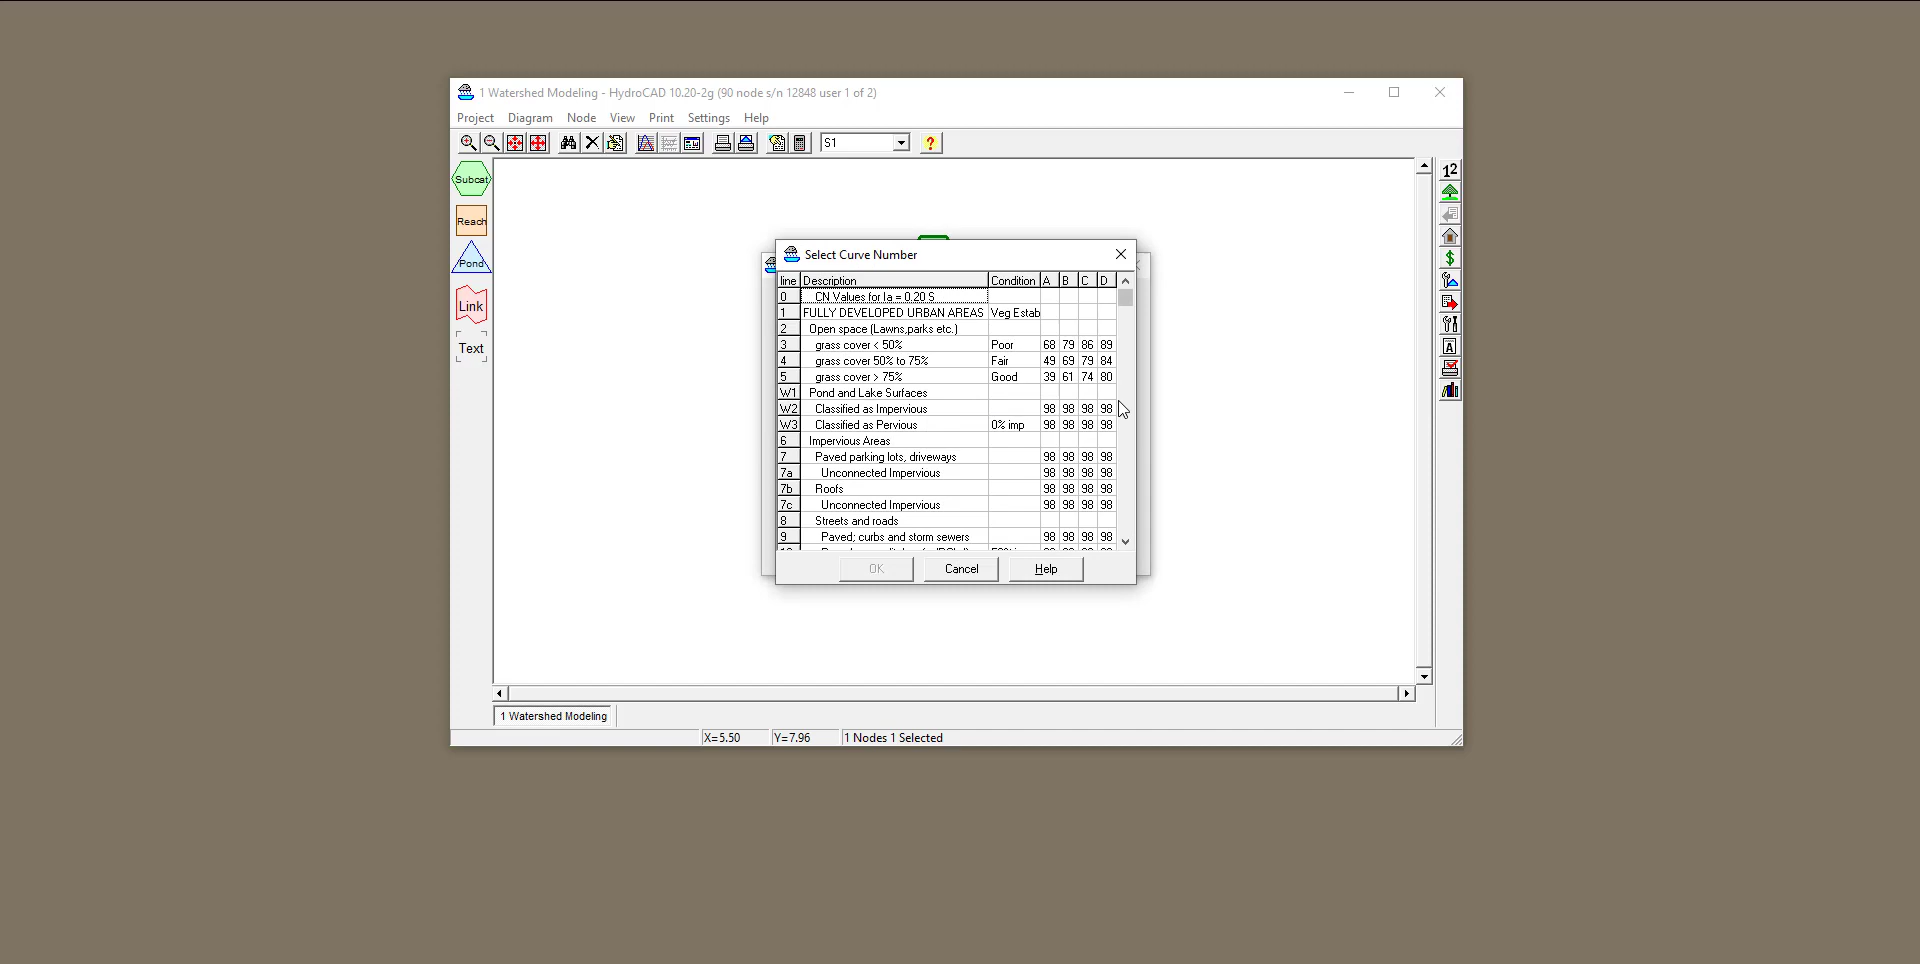 1 Watershed Modeling - HydroCAD 10.20-2g (90 node s/n 12848 user 1 of 2)
Project Diagram Node View Print Settings Help
S1 ?
Subcat
Reach
Pond
Link
Text
12
$
A
Select Curve Number
line Description Condition A B C D
0 CN Values for Ia = 0.20 S
1 FULLY DEVELOPED URBAN AREAS Veg Estab
2 Open space (Lawns,parks etc.)
3 grass cover < 50% Poor 68 79 86 89
4 grass cover 50% to 75% Fair 49 69 79 84
5 grass cover > 75% Good 39 61 74 80
W1 Pond and Lake Surfaces
W2 Classified as Impervious 98 98 98 98
W3 Classified as Pervious 0% imp 98 98 98 98
6 Impervious Areas
7 Paved parking lots, driveways 98 98 98 98
7a Unconnected Impervious 98 98 98 98
7b Roofs 98 98 98 98
7c Unconnected Impervious 98 98 98 98
8 Streets and roads
9 Paved; curbs and storm sewers 98 98 98 98
OK Cancel Help
1 Watershed Modeling
X=5.50 Y=7.96 1 Nodes 1 Selected